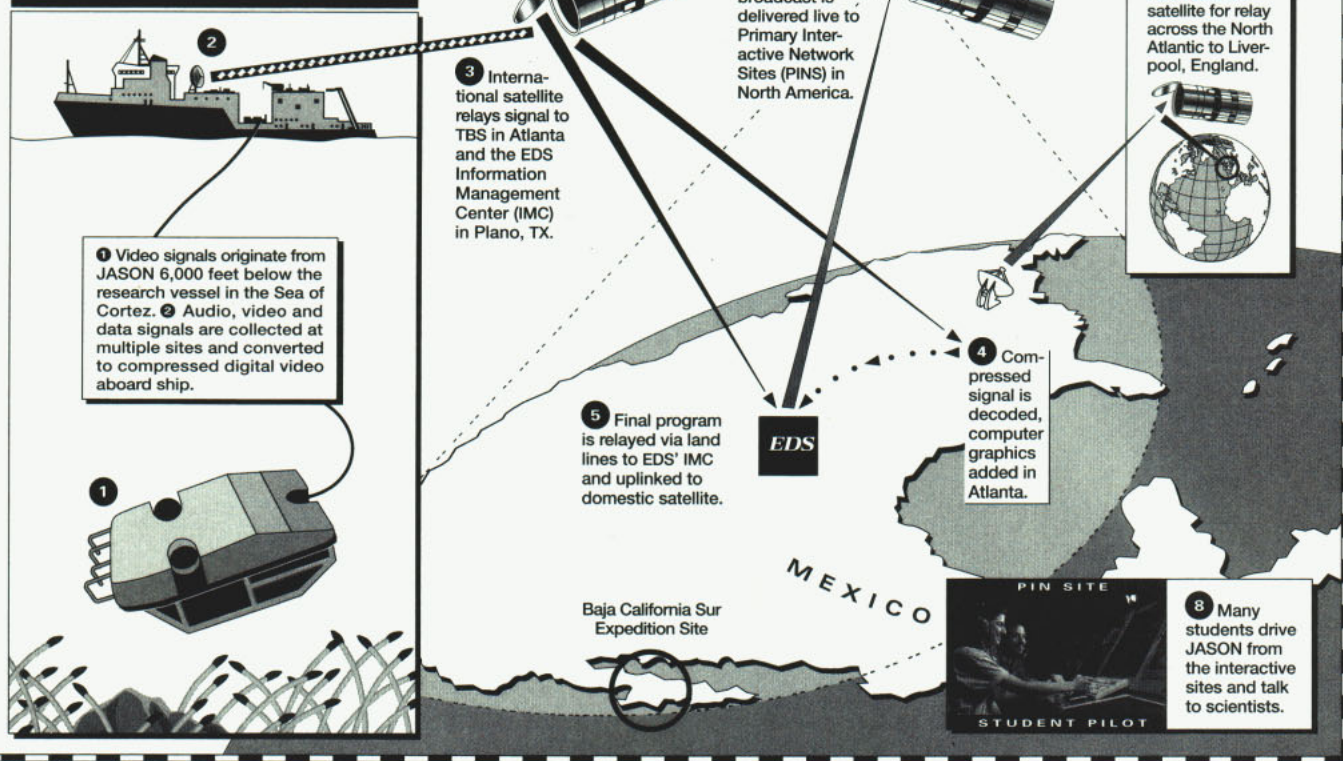 2
3 Interna-
tional satellite
relays signal to
TBS in Atlanta
and the EDS
Information
Management
Center (IMC)
in Plano, TX.
broadcast is
delivered live to
Primary Inter-
active Network
Sites (PINS) in
North America.
satellite for relay
across the North
Atlantic to Liver-
pool, England.
1 Video signals originate from
JASON 6,000 feet below the
research vessel in the Sea of
Cortez. 2 Audio, video and
data signals are collected at
multiple sites and converted
to compressed digital video
aboard ship.
1
4 Com-
pressed
signal is
decoded,
computer
graphics
added in
Atlanta.
5 Final program
is relayed via land
lines to EDS' IMC
and uplinked to
domestic satellite.
EDS
MEXICO
Baja California Sur
Expedition Site
PIN SITE
STUDENT PILOT
8 Many
students drive
JASON from
the interactive
sites and talk
to scientists.